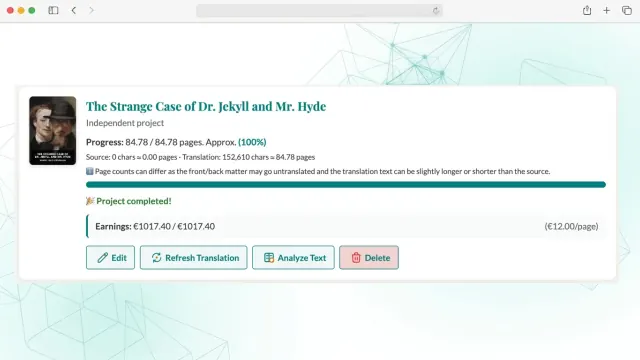 The Strange Case of Dr. Jekyll and Mr. Hyde
Independent project
Progress: 84.78 / 84.78 pages. Approx. (100%)
Source: 0 chars ≈ 0.00 pages · Translation: 152,610 chars ≈ 84.78 pages
ℹ️ Page counts can differ as the front/back matter may go untranslated and the translation text can be slightly longer or shorter than the source.
🎉 Project completed!
Earnings: €1017.40 / €1017.40 (€12.00/page)
Edit Refresh Translation Analyze Text Delete